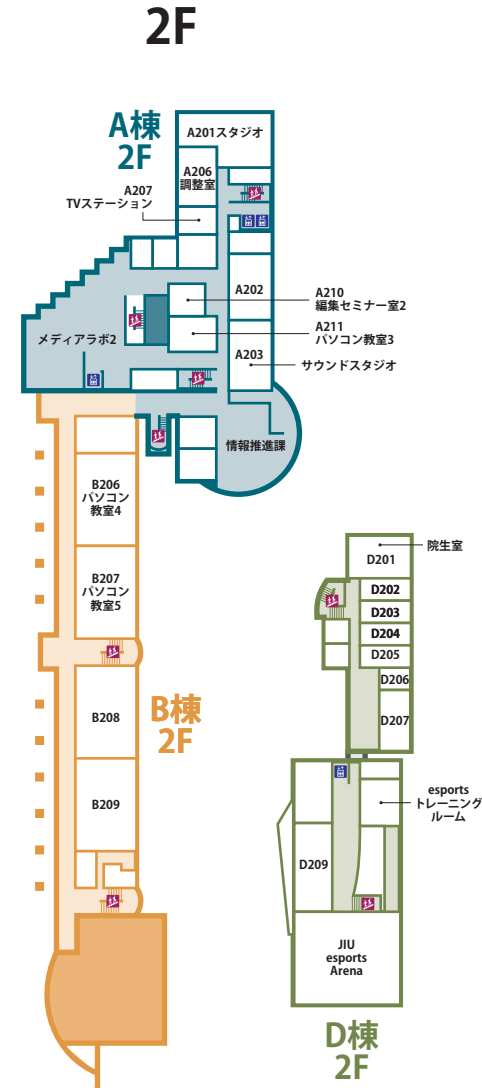 2F
A棟
2F
A201スタジオ
A206
調整室
A207
TVステーション
A202
A210
編集セミナー室2
A211
パソコン教室3
メディアラボ2
A203
サウンドスタジオ
情報推進課
B206
パソコン
教室4
B207
パソコン
教室5
B棟
2F
B208
B209
院生室
D201
D202
D203
D204
D205
D206
D207
esports
トレーニング
ルーム
D209
JIU
esports
Arena
D棟
2F